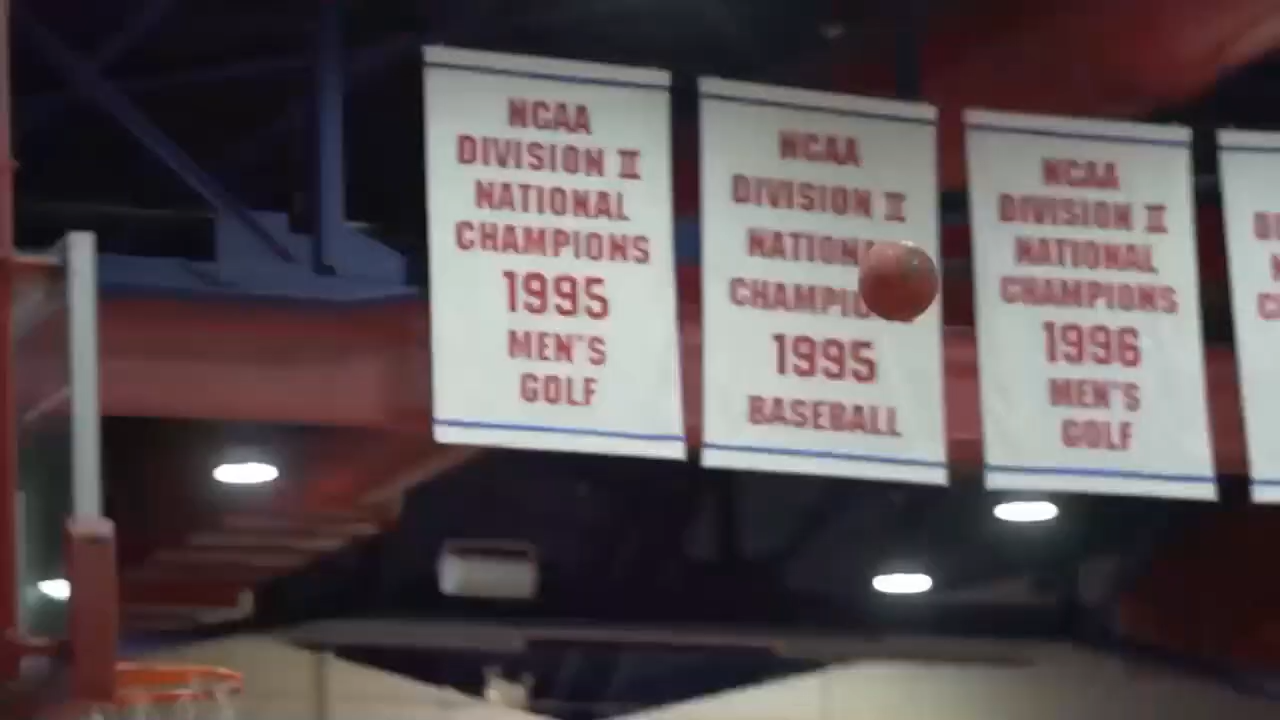 NCAA
DIVISION II
NATIONAL
CHAMPIONS
1995
MEN'S
GOLF
NCAA
DIVISION II
1995
BASEBALL
NCAA
DIVISION II
NATIONAL
CHAMPIONS
1996
MEN'S
GOLF